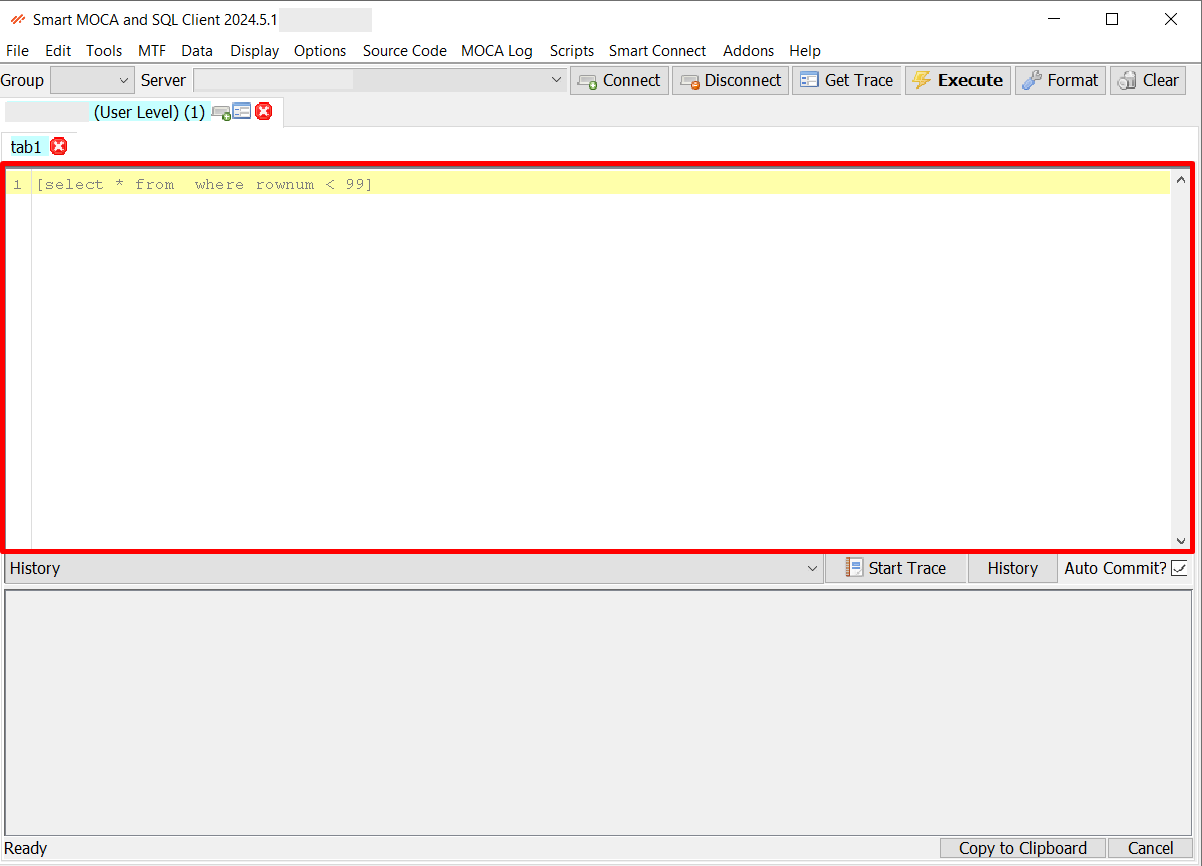 Smart MOCA and SQL Client 2024.5.1
File Edit Tools MTF Data Display Options Source Code MOCA Log Scripts Smart Connect Addons Help
Group Server Connect Disconnect Get Trace Execute Format Clear
(User Level) (1)
tab1
1 [select * from  where rownum < 99]
History Start Trace History Auto Commit?
Ready Copy to Clipboard Cancel